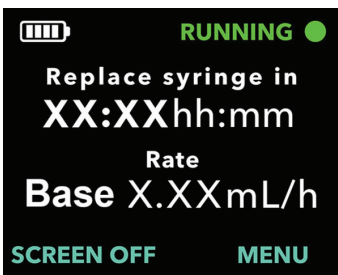 RUNNING
Replace syringe in
XX:XXhh:mm
Rate
Base X.XXmL/h
SCREEN OFF MENU